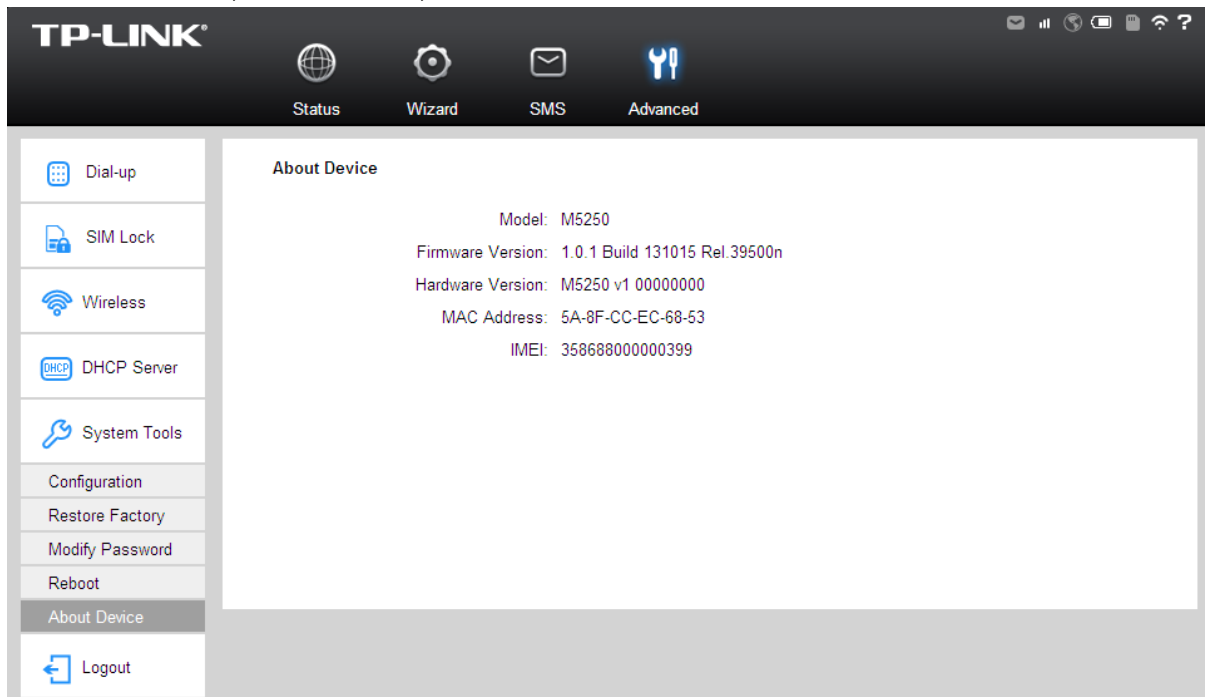 TP-LINK®
?
Status Wizard SMS Advanced
Dial-up
SIM Lock
Wireless
DHCP DHCP Server
System Tools
Configuration
Restore Factory
Modify Password
Reboot
About Device
Logout
About Device
Model: M5250
Firmware Version: 1.0.1 Build 131015 Rel.39500n
Hardware Version: M5250 v1 00000000
MAC Address: 5A-8F-CC-EC-68-53
IMEI: 358688000000399